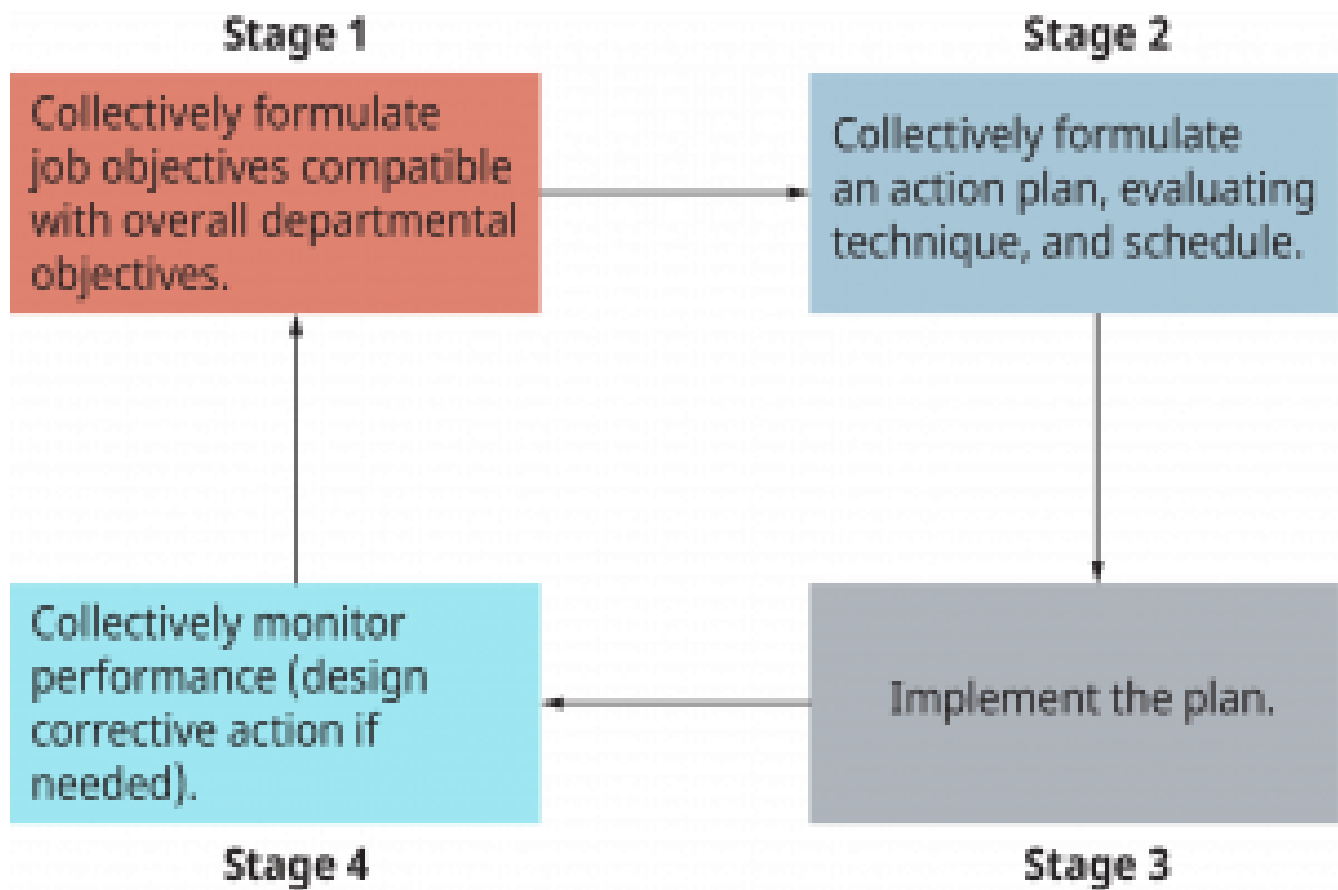 Stage 1
Collectively formulate
job objectives compatible
with overall departmental
objectives.
Stage 2
Collectively formulate
an action plan, evaluating
technique, and schedule.
Implement the plan.
Stage 3
Collectively monitor
performance (design
corrective action if
needed).
Stage 4